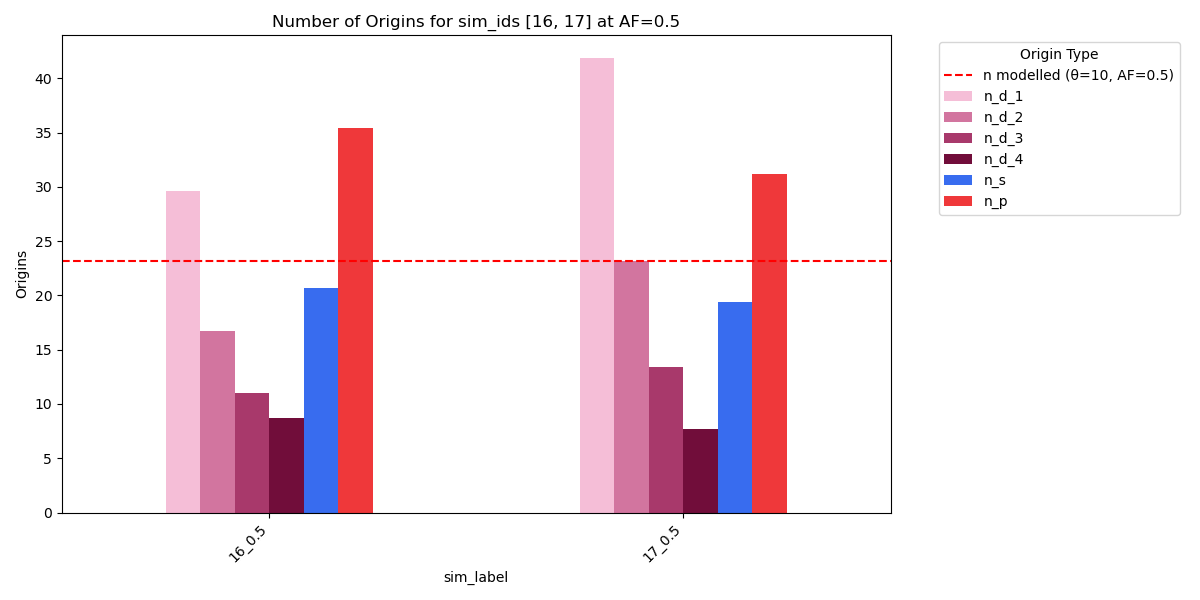 Number of Origins for sim_ids [16, 17] at AF=0.5
Origins
40
35
30
25
20
15
10
5
0
16_0.5
17_0.5
sim_label
Origin Type
n modelled (θ=10, AF=0.5)
n_d_1
n_d_2
n_d_3
n_d_4
n_s
n_p